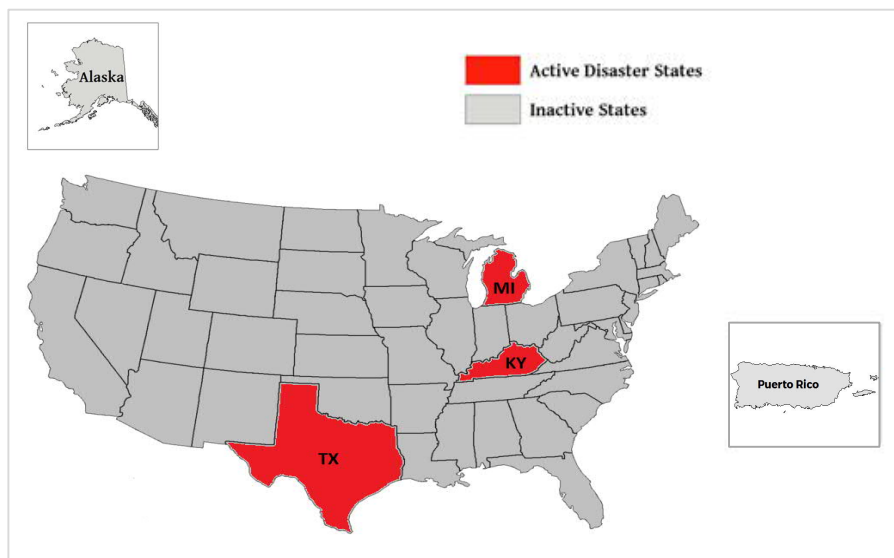 Alaska
Active Disaster States
Inactive States
MI
KY
Puerto Rico
TX